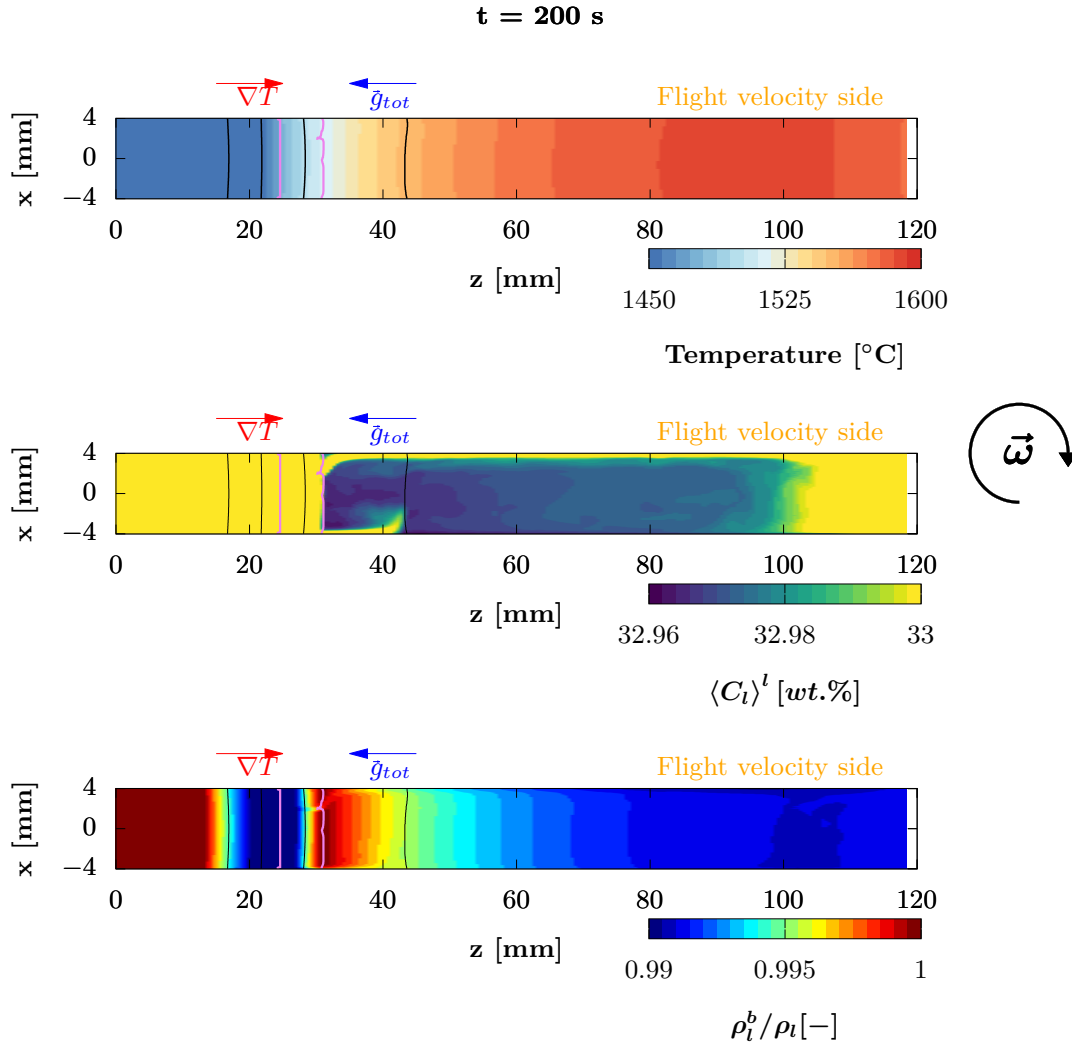 t = 200 s
∇T
g⃗tot
Flight velocity side
4
0
−4
x [mm]
0 20 40 60 80 100 120
z [mm]
1450 1525 1600
Temperature [°C]
∇T
g⃗tot
Flight velocity side
ω⃗
4
0
−4
x [mm]
0 20 40 60 80 100 120
z [mm]
32.96 32.98 33
⟨Cl⟩l [wt.%]
∇T
g⃗tot
Flight velocity side
4
0
−4
x [mm]
0 20 40 60 80 100 120
z [mm]
0.99 0.995 1
ρlb/ρl[−]